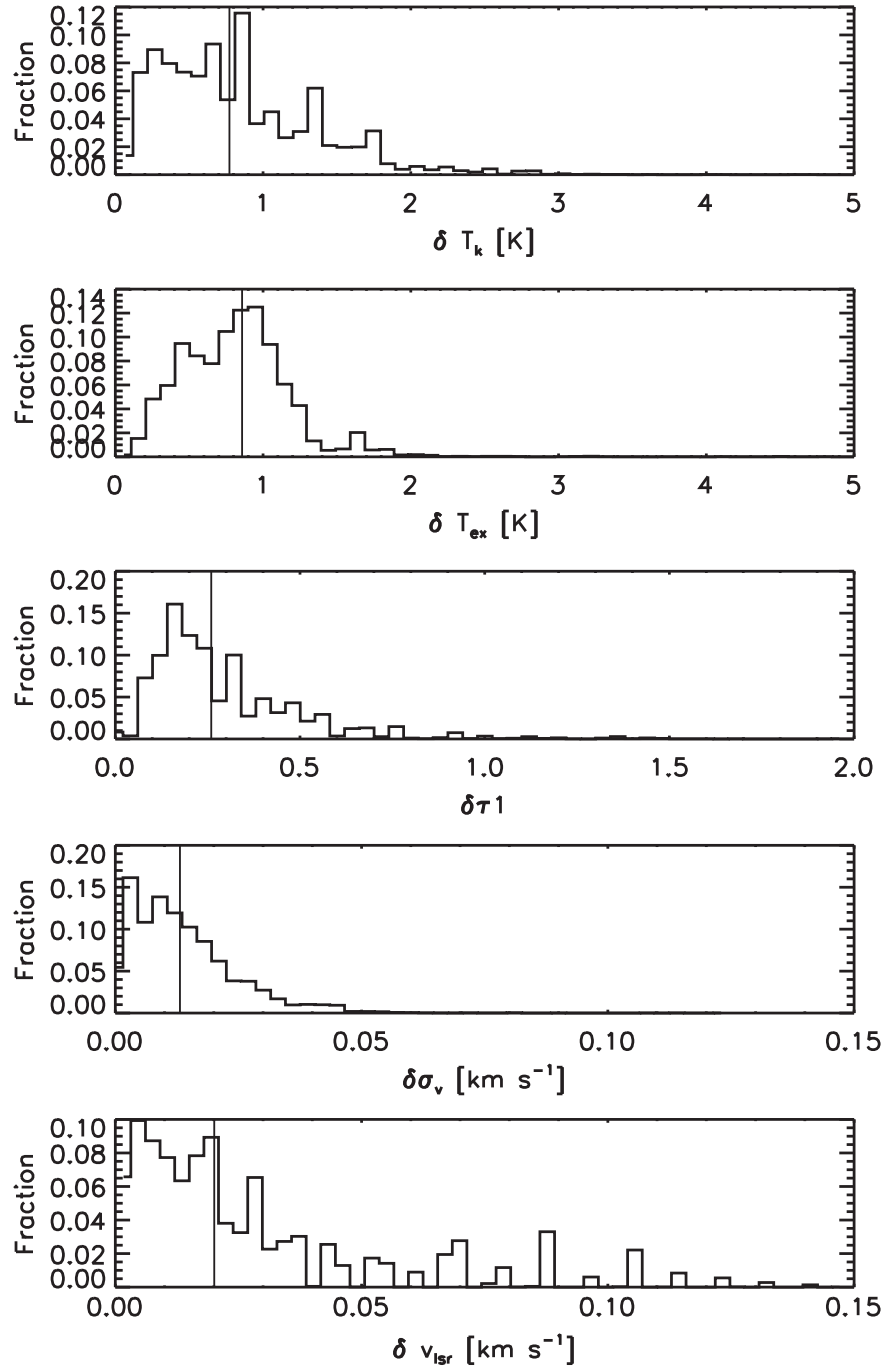 0.12
0.10
0.08
0.06
0.04
0.02
0.00
Fraction
0 1 2 3 4 5
δ T_k [K]
0.14
0.12
0.10
0.08
0.06
0.04
0.02
0.00
Fraction
0 1 2 3 4 5
δ T_ex [K]
0.20
0.15
0.10
0.05
0.00
Fraction
0.0 0.5 1.0 1.5 2.0
δτ1
0.20
0.15
0.10
0.05
0.00
Fraction
0.00 0.05 0.10 0.15
δσ_v [km s⁻¹]
0.10
0.08
0.06
0.04
0.02
0.00
Fraction
0.00 0.05 0.10 0.15
δ v_lsr [km s⁻¹]